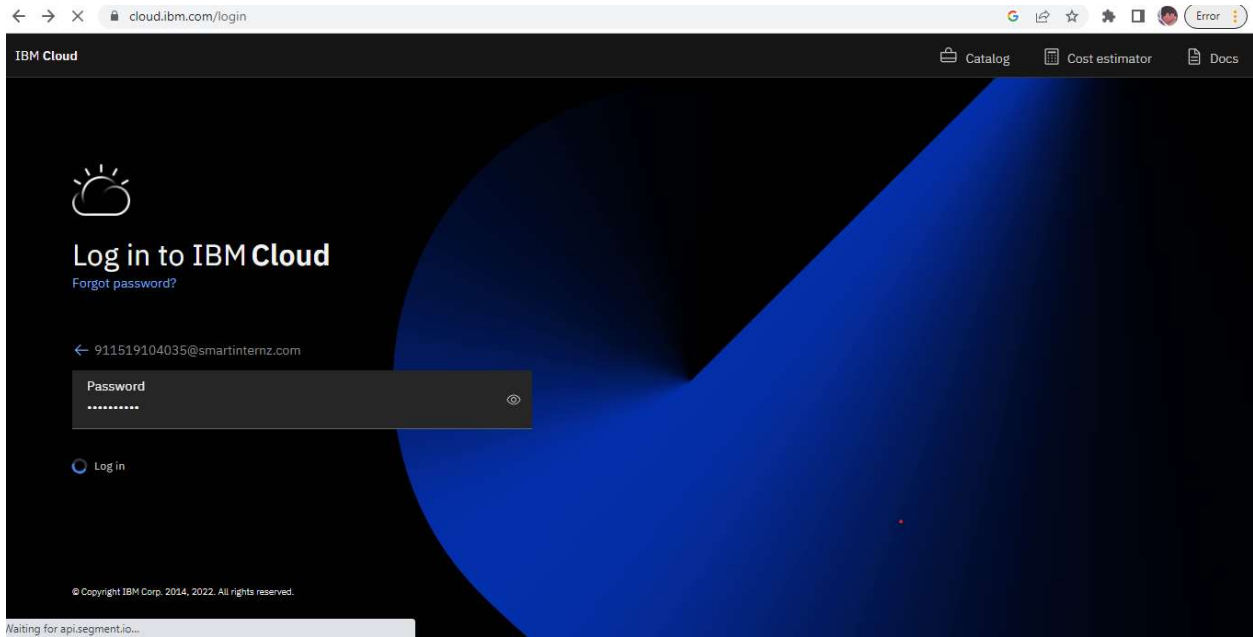 cloud.ibm.com/login
Error
IBM Cloud
Catalog
Cost estimator
Docs
Log in to IBM Cloud
Forgot password?
911519104035@smartinternz.com
Password
••••••••••
Log in
© Copyright IBM Corp. 2014, 2022. All rights reserved.
Waiting for api.segment.io...